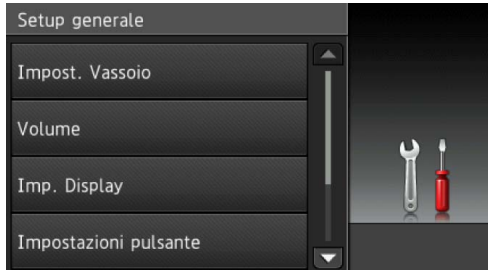 Setup generale
Impost. Vassoio
Volume
Imp. Display
Impostazioni pulsante